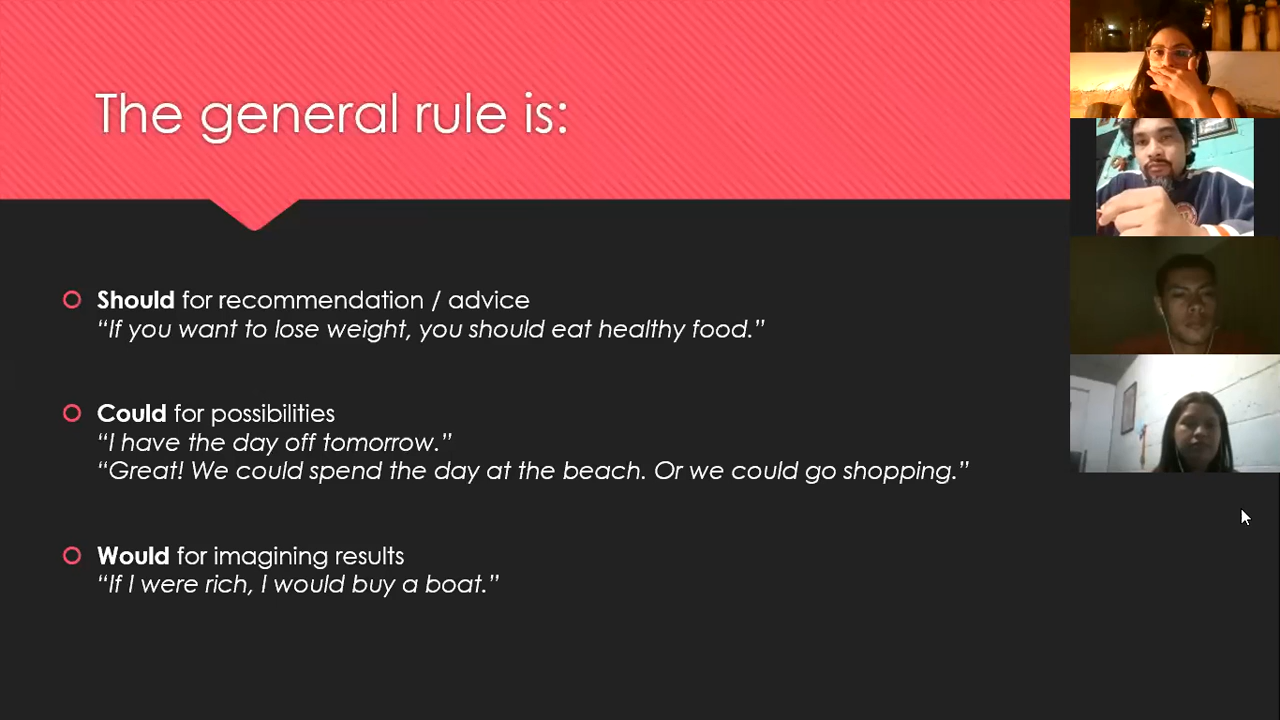 The general rule is:
Should for recommendation / advice
“If you want to lose weight, you should eat healthy food.”
Could for possibilities
“I have the day off tomorrow.”
“Great! We could spend the day at the beach. Or we could go shopping.”
Would for imagining results
“If I were rich, I would buy a boat.”